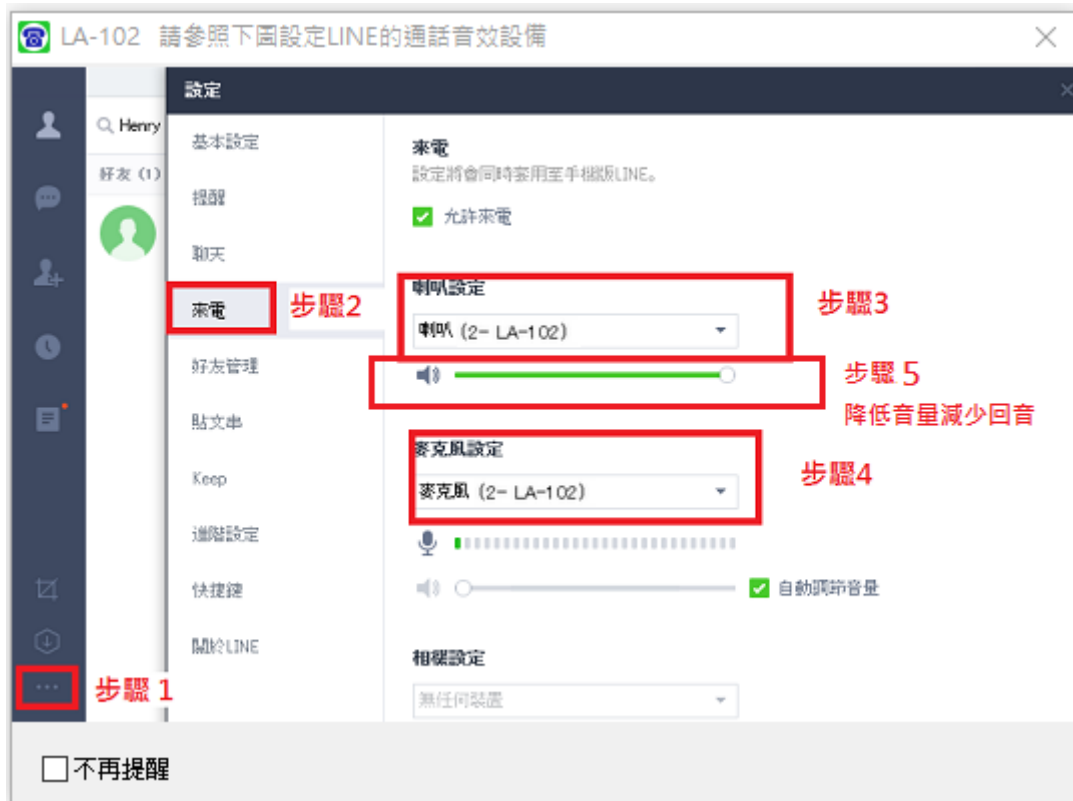 LA-102 請參照下圖設定LINE的通話音效設備
設定
Henry
好友 (1)
基本設定
提醒
聊天
來電
好友管理
貼文串
Keep
進階設定
快捷鍵
關於LINE
來電
設定將會同時套用至手機版LINE。
允許來電
喇叭設定
喇叭 (2- LA-102)
麥克風設定
麥克風 (2- LA-102)
自動調節音量
相機設定
無任何裝置
步驟1
步驟2
步驟3
步驟5
降低音量減少回音
步驟4
不再提醒